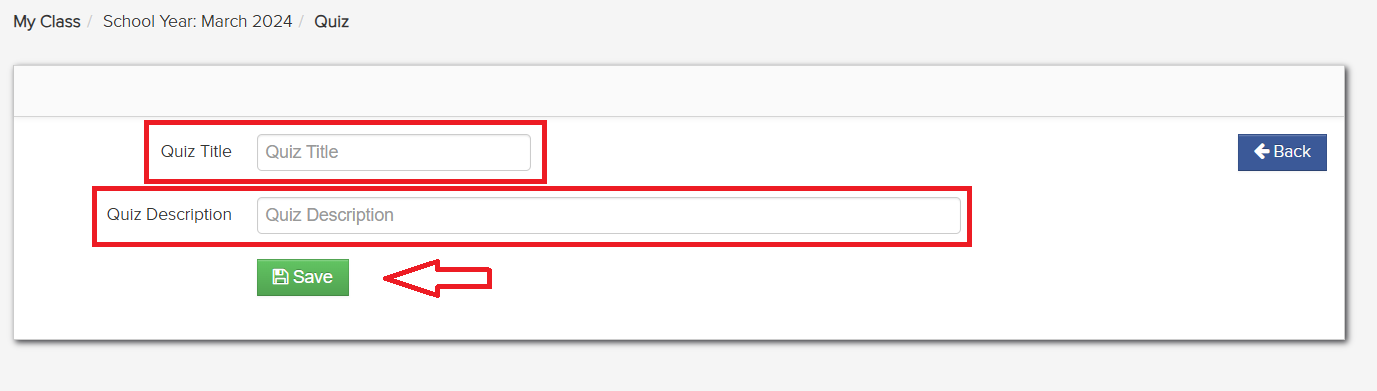 My Class / School Year: March 2024 / Quiz
Quiz Title Quiz Title
Back
Quiz Description Quiz Description
Save